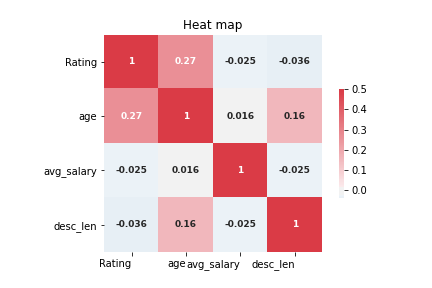 Heat map
Rating 1 0.27 -0.025 -0.036
age 0.27 1 0.016 0.16
avg_salary -0.025 0.016 1 -0.025
desc_len -0.036 0.16 -0.025 1
Rating age avg_salary desc_len
0.5
0.4
0.3
0.2
0.1
0.0